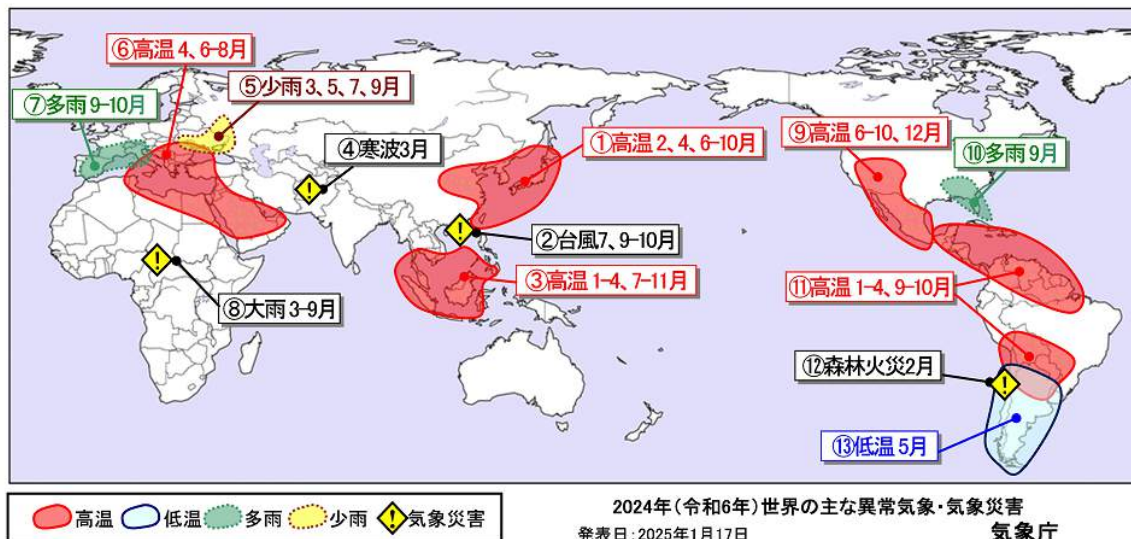 ⑥高温 4、6-8月
⑤少雨 3、5、7、9月
⑦多雨 9-10月
④寒波3月
①高温 2、4、6-10月
⑨高温 6-10、12月
⑩多雨 9月
②台風7、9-10月
③高温 1-4、7-11月
⑪高温 1-4、9-10月
⑧大雨 3-9月
⑫森林火災2月
⑬低温 5月
高温 低温 多雨 少雨 気象災害
2024年(令和6年)世界の主な異常気象・気象災害
発表日:2025年1月17日 気象庁